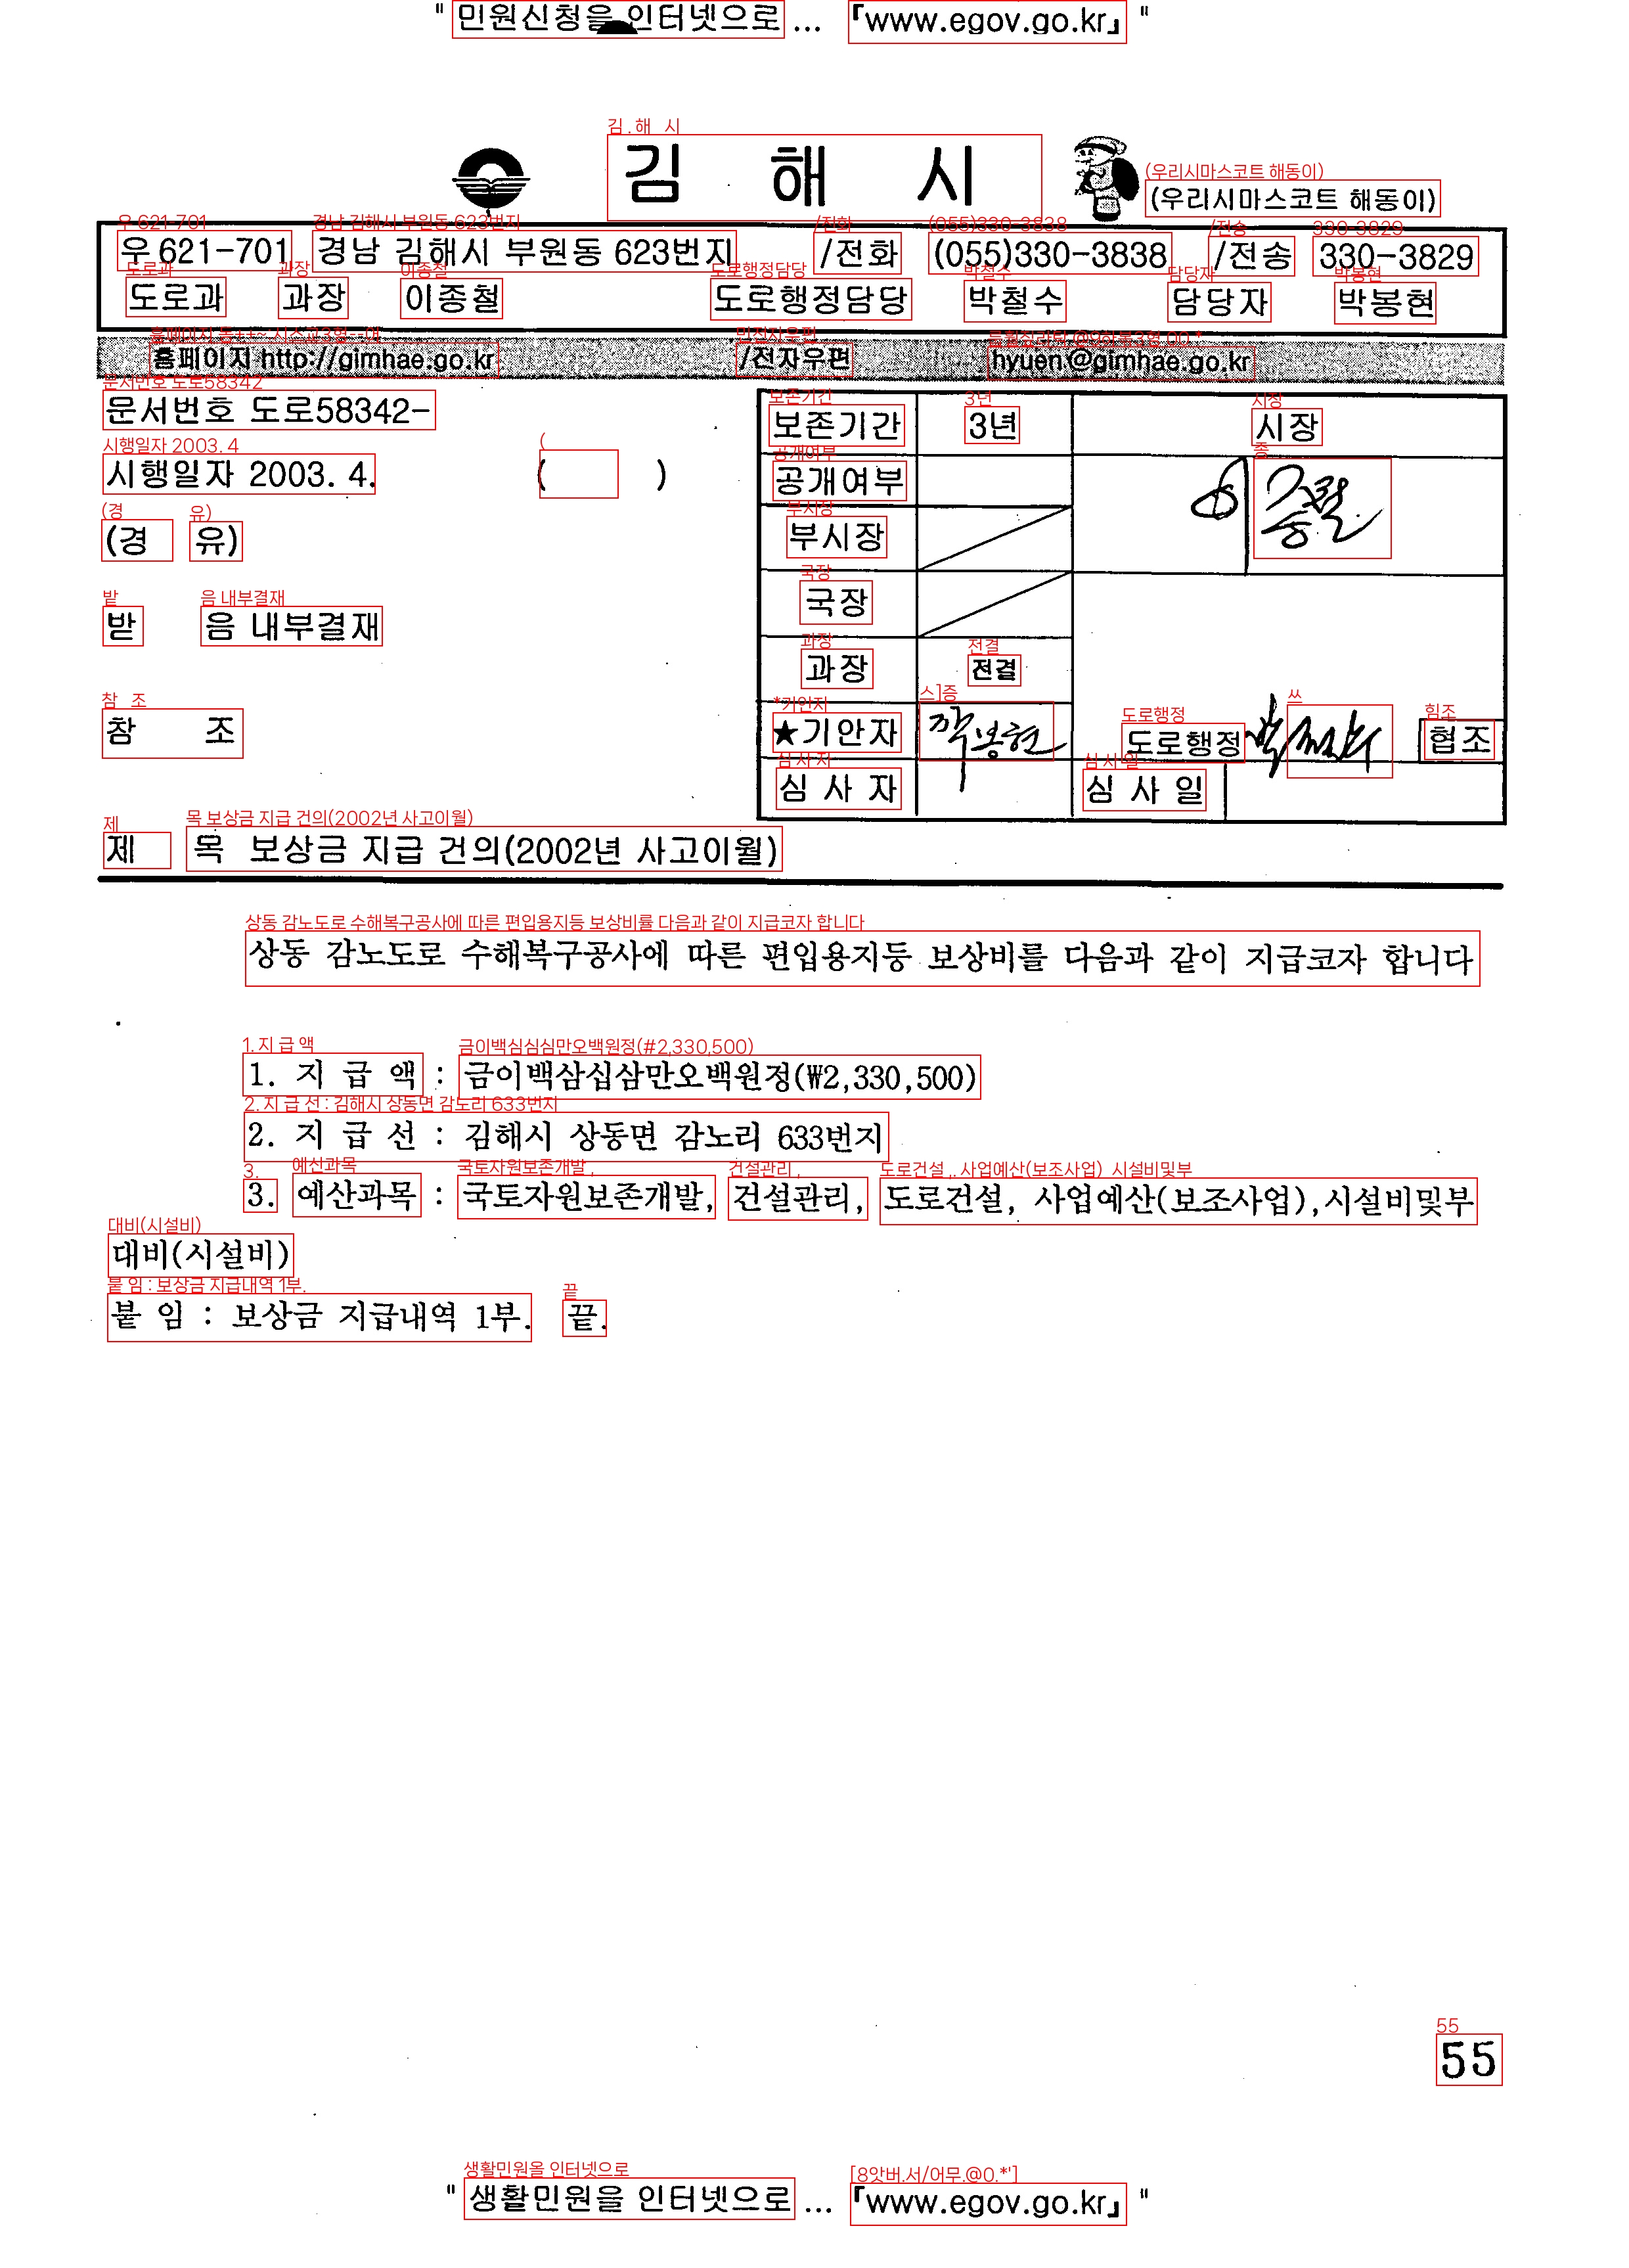 " 민원신청을 인터넷으로 ... 「www.egov.go.kr」 "
김 해 시 (우리시마스코트 해동이)
우 621-701 경남 김해시 부원동 623번지 /전화 (055)330-3838 /전송 330-3829
도로과 과장 이종철 도로행정담당 박철수 담당자 박봉현
홈페이지 http://gimhae.go.kr /전자우편 hyuen@gimhae.go.kr
문서번호 도로58342-
시행일자 2003. 4. ( )
(경 유)
받 음 내부결재
참 조
보존기간 3년 시장
공개여부
부시장
국장
과장 전결
★기안자 박봉현 도로행정 협조
심 사 자 심 사 일
제 목 보상금 지급 건의(2002년 사고이월)
상동 감노도로 수해복구공사에 따른 편입용지등 보상비를 다음과 같이 지급코자 합니다
1. 지 급 액 : 금이백삼십삼만오백원정(₩2,330,500)
2. 지 급 선 : 김해시 상동면 감노리 633번지
3. 예산과목 : 국토자원보존개발, 건설관리, 도로건설, 사업예산(보조사업),시설비및부
대비(시설비)
붙 임 : 보상금 지급내역 1부. 끝.
55
" 생활민원을 인터넷으로 ... 「www.egov.go.kr」 "